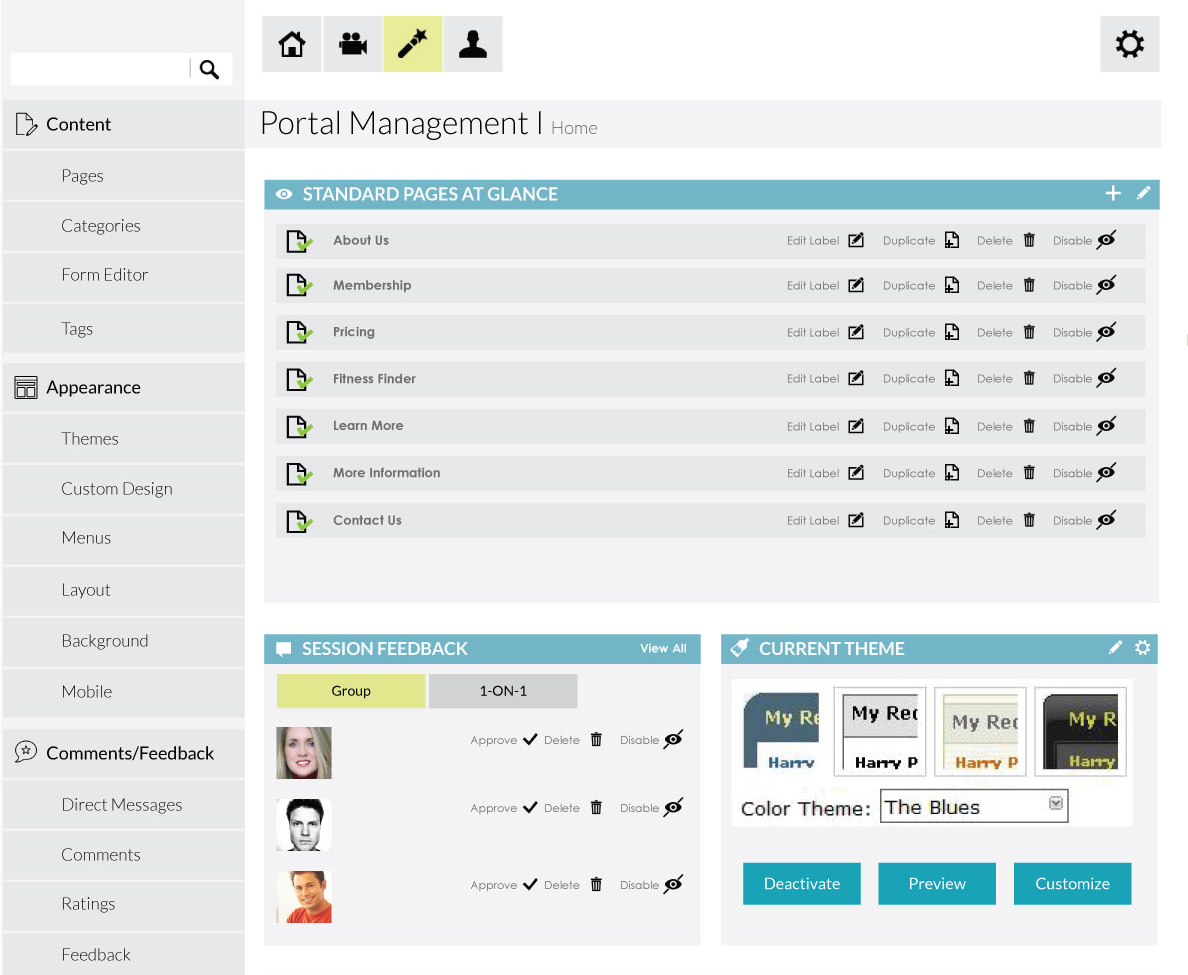 Content
Pages
Categories
Form Editor
Tags
Appearance
Themes
Custom Design
Menus
Layout
Background
Mobile
Comments/Feedback
Direct Messages
Comments
Ratings
Feedback
Portal Management | Home
STANDARD PAGES AT GLANCE
About Us Edit Label Duplicate Delete Disable
Membership Edit Label Duplicate Delete Disable
Pricing Edit Label Duplicate Delete Disable
Fitness Finder Edit Label Duplicate Delete Disable
Learn More Edit Label Duplicate Delete Disable
More Information Edit Label Duplicate Delete Disable
Contact Us Edit Label Duplicate Delete Disable
SESSION FEEDBACK View All
Group 1-ON-1
Approve Delete Disable
Approve Delete Disable
Approve Delete Disable
CURRENT THEME
My Re My Rec My Rec My R
Harry Harry P Harry P Harry
Color Theme: The Blues
Deactivate Preview Customize